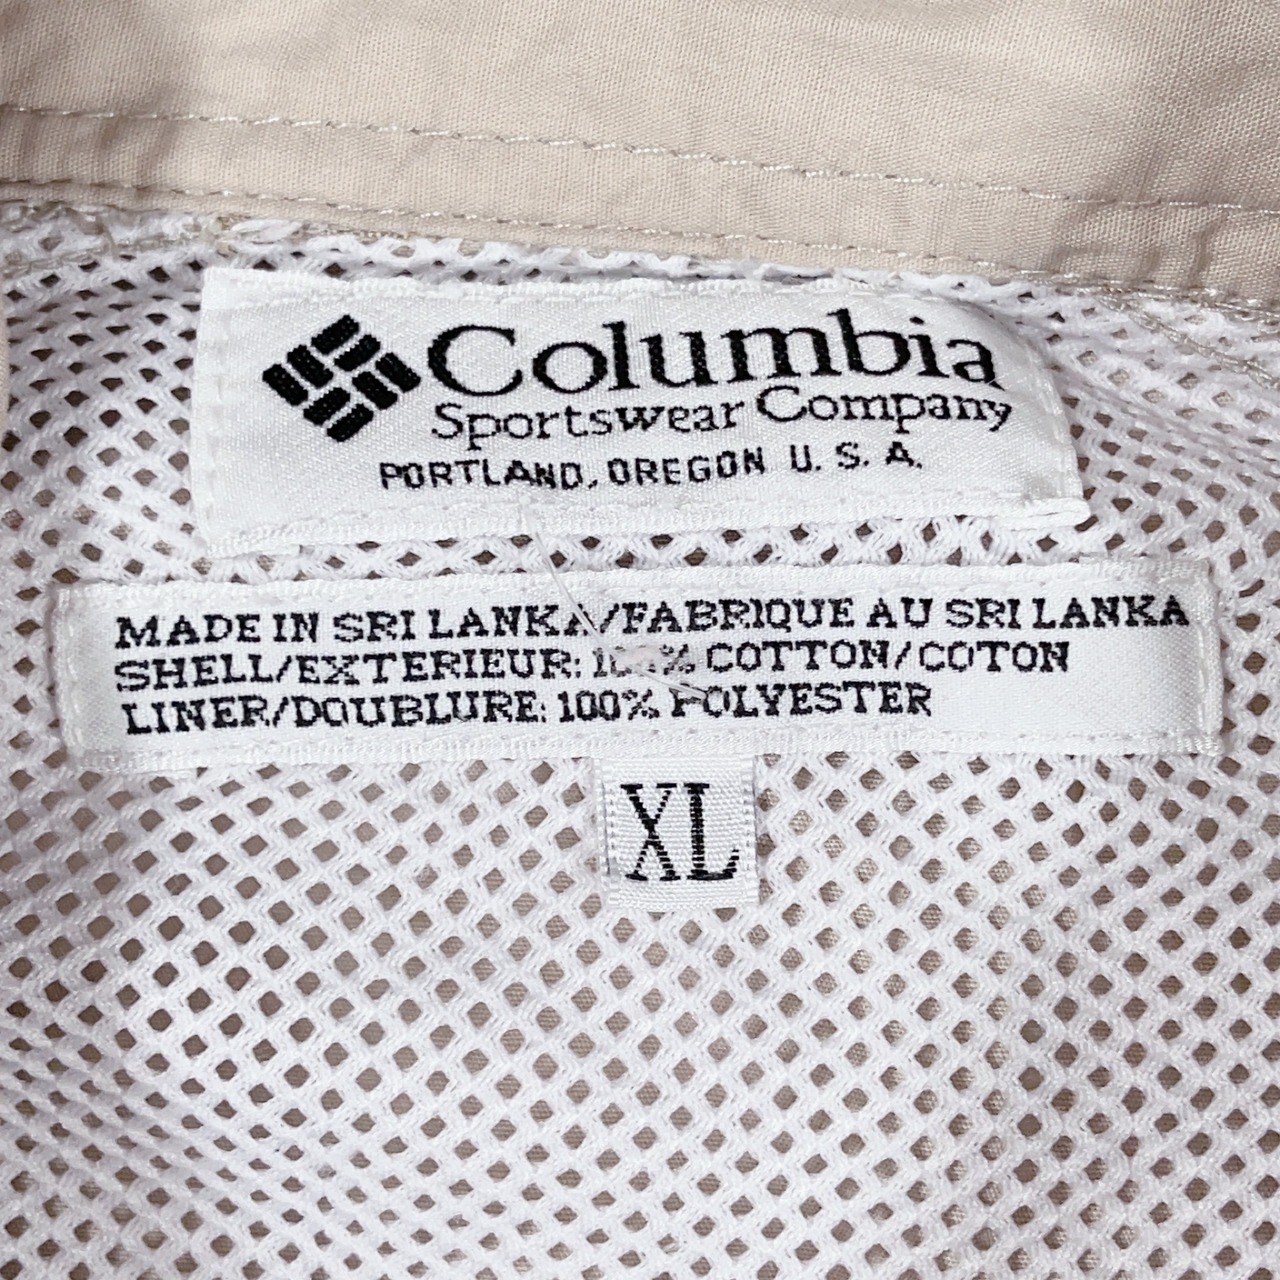 Columbia
Sportswear Company
PORTLAND, OREGON U.S.A.
MADE IN SRI LANKA/FABRIQUE AU SRI LANKA
SHELL/EXTERIEUR: 100% COTTON/COTON
LINER/DOUBLURE: 100% POLYESTER
XL